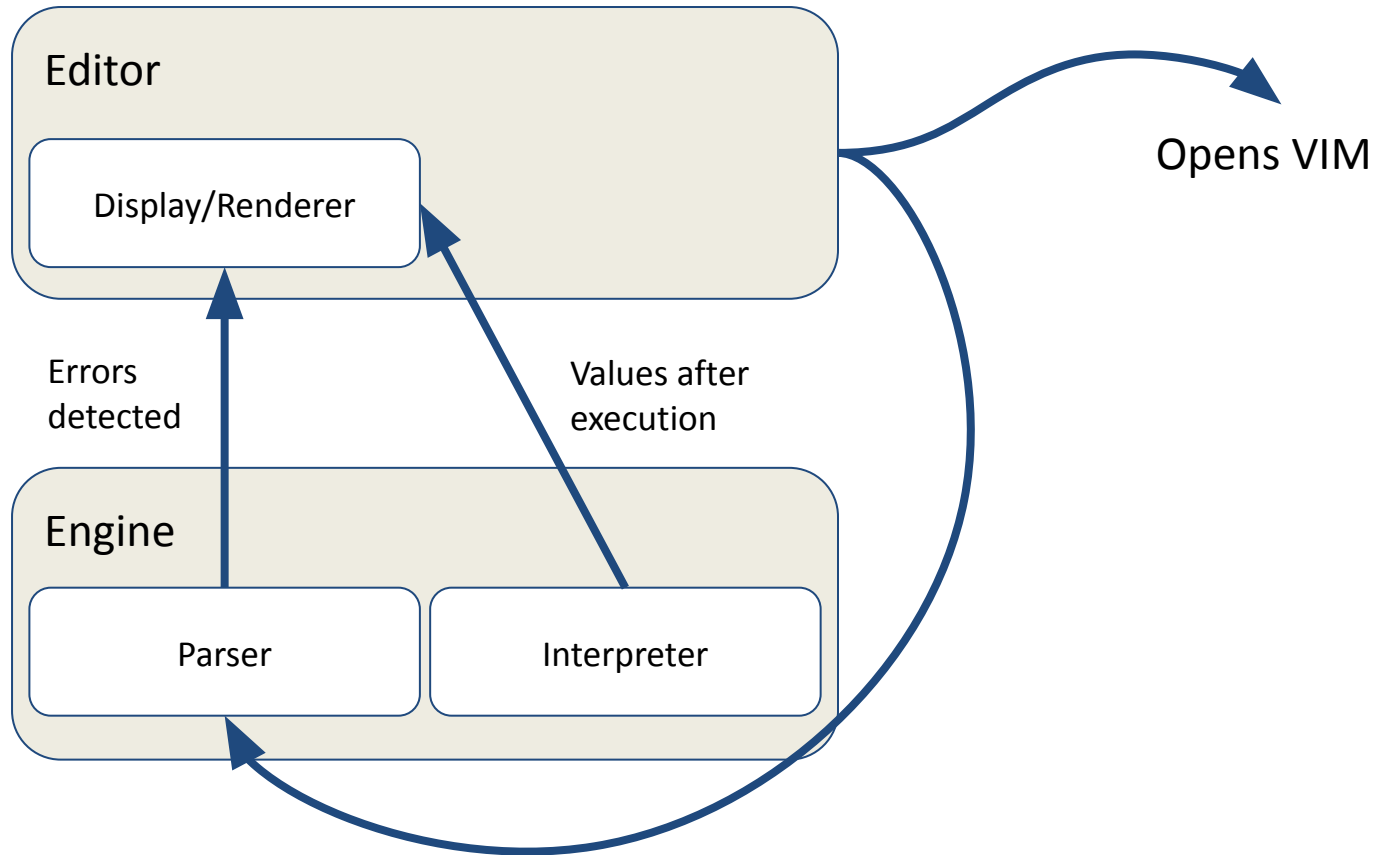 Editor
Display/Renderer
Opens VIM
Errors
detected
Values after
execution
Engine
Parser
Interpreter